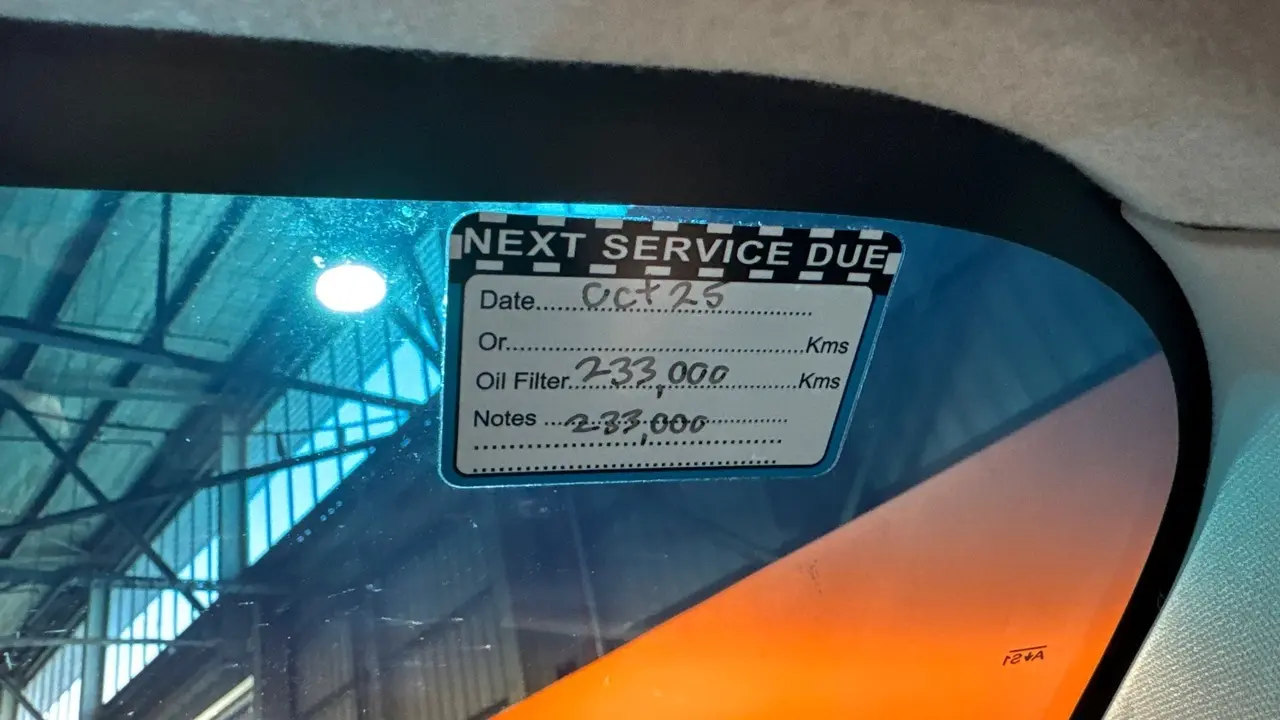 NEXT SERVICE DUE
Date......Oct 25............
Or..............................................Kms
Oil Filter..233,000............Kms
Notes ....233,000..............